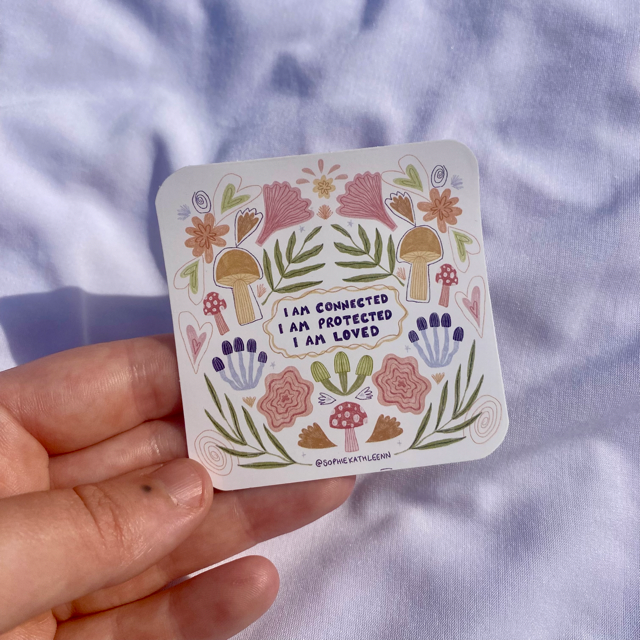 I AM CONNECTED
I AM PROTECTED
I AM LOVED
@SOPHIEKATHLEENN